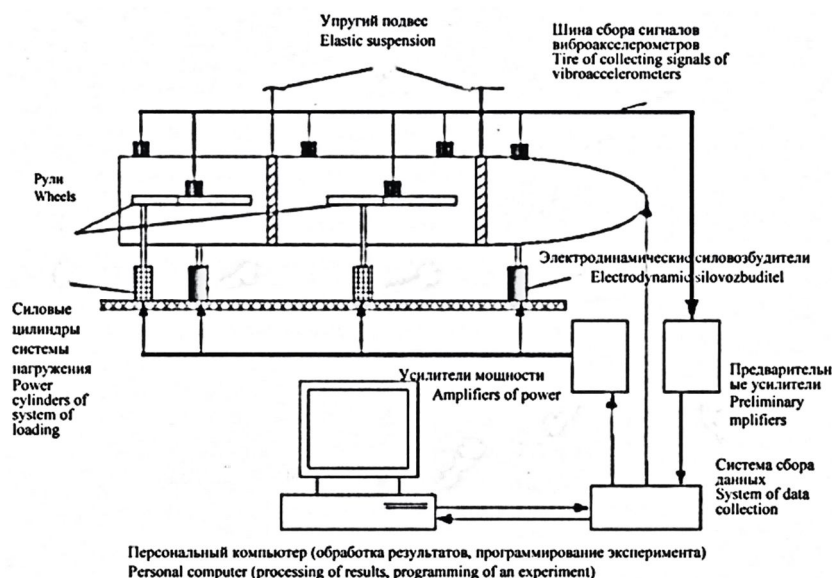 Упругий подвес
Elastic suspension
Шина сбора сигналов
виброакселерометров
Tire of collecting signals of
vibroaccelerometers
Рули
Wheels
Электродинамические силовозбудители
Electrodynamic silovozbuditel
Силовые
цилиндры
системы
нагружения
Power
cylinders of
system of
loading
Усилители мощности
Amplifiers of power
Предварительн
ые усилители
Preliminary
mplifiers
Система сбора
данных
System of data
collection
Персональный компьютер (обработка результатов, программирование эксперимента)
Personal computer (processing of results, programming of an experiment)